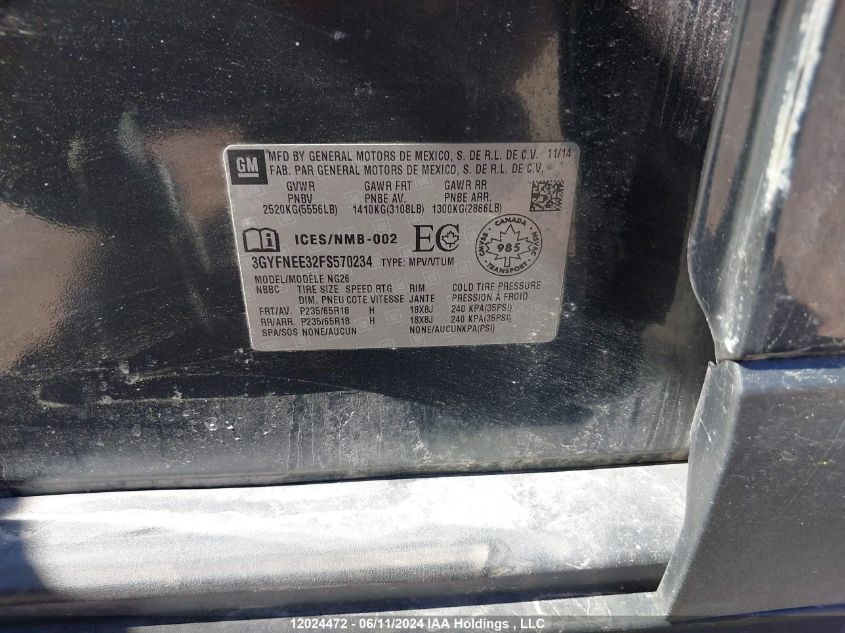 GM
MFD BY GENERAL MOTORS DE MEXICO, S. DE R.L. DE C.V. 11/14
FAB. PAR GENERAL MOTORS DE MEXICO, S. DE R.L. DE C.V.
GVWR GAWR FRT GAWR RR
PNBV PNBE AV. PNBE ARR.
2520KG(5556LB) 1410KG(3108LB) 1300KG(2866LB)
ICES/NMB-002 EC CANADA CMVSS 985 NSVAC TRANSPORT
3GYFNEE32FS570234 TYPE: MPV/VTUM
MODEL/MODÈLE NG26
NBBC TIRE SIZE SPEED RTG RIM COLD TIRE PRESSURE
DIM. PNEU COTE VITESSE JANTE PRESSION À FROID
FRT/AV. P235/65R18 H 18X8J 240 KPA(35PSI)
RR/ARR. P235/65R18 H 18X8J 240 KPA(35PSI)
SPA/SOS NONE/AUCUN NONE/AUCUNKPA(PSI)
12024472 - 06/11/2024 IAA Holdings, LLC